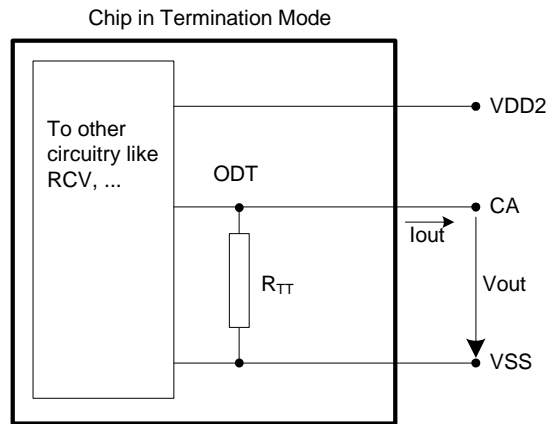 Chip in Termination Mode
VDD2
To other
circuitry like
RCV, ...
ODT
CA
Iout
Vout
RTT
VSS